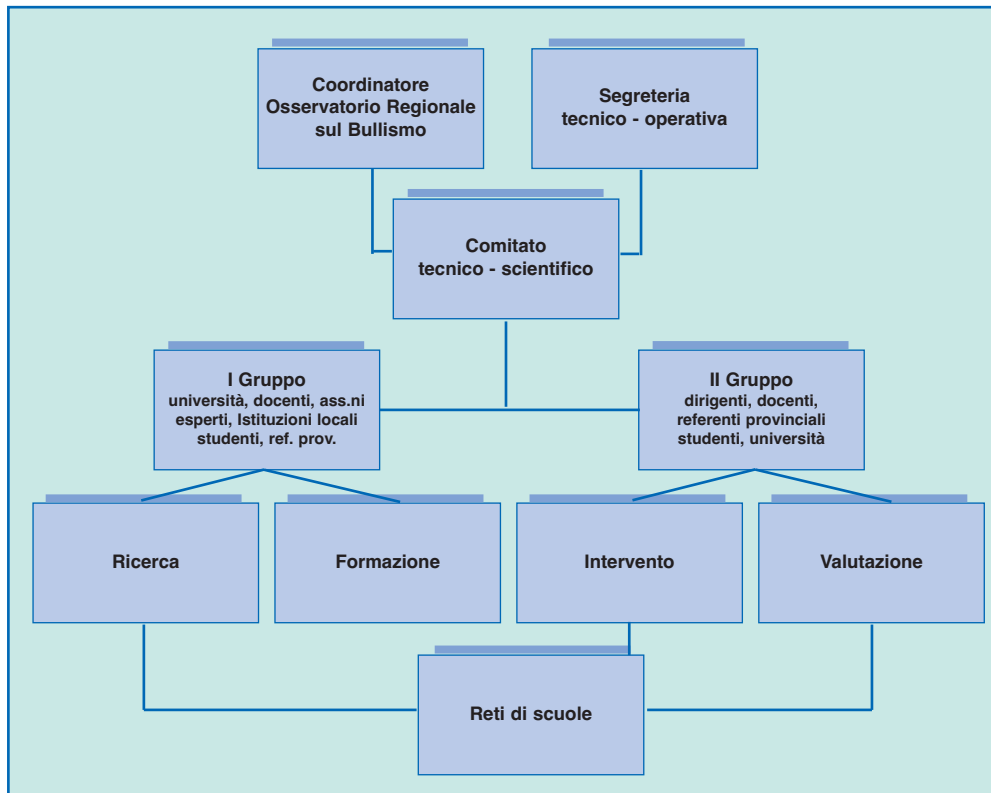 Coordinatore
Osservatorio Regionale
sul Bullismo
Segreteria
tecnico - operativa
Comitato
tecnico - scientifico
I Gruppo
università, docenti, ass.ni
esperti, Istituzioni locali
studenti, ref. prov.
II Gruppo
dirigenti, docenti,
referenti provinciali
studenti, università
Ricerca
Formazione
Intervento
Valutazione
Reti di scuole